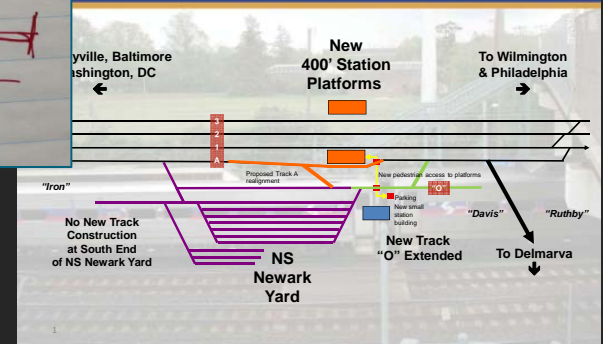 New
400' Station
Platforms
yville, Baltimore
shington, DC
To Wilmington
& Philadelphia
3
2
1
A
Proposed Track A
realignment
New pedestrian access to platforms
"O"
"Iron"
Parking
New small
station
building
"Davis"
"Ruthby"
No New Track
Construction
at South End
of NS Newark Yard
NS
Newark
Yard
New Track
"O" Extended
To Delmarva
1